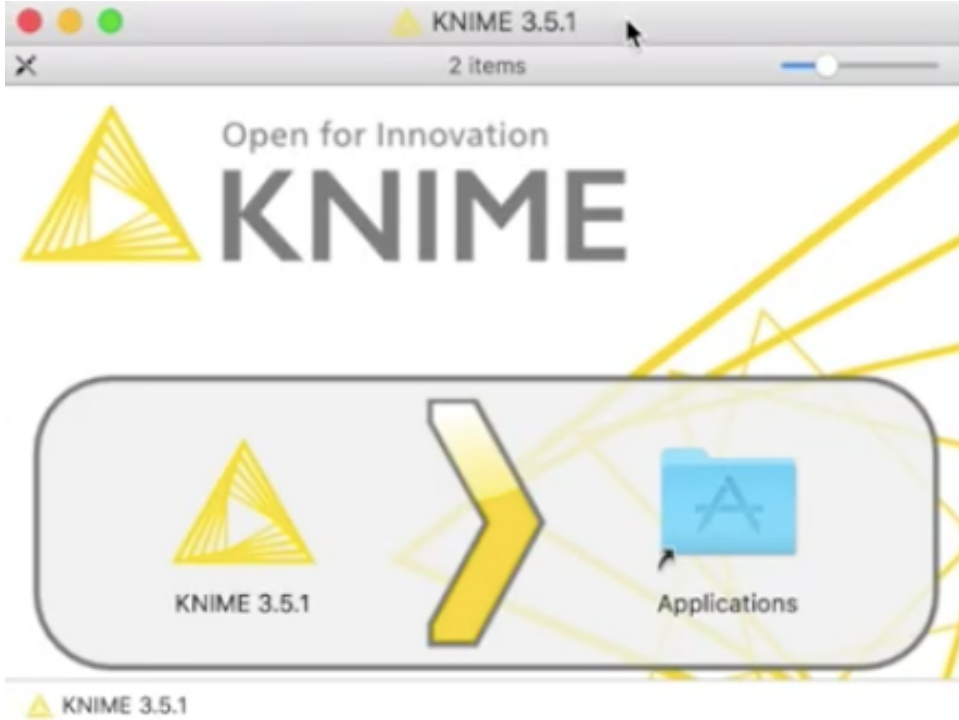 KNIME 3.5.1
2 items
Open for Innovation
KNIME
KNIME 3.5.1
Applications
KNIME 3.5.1